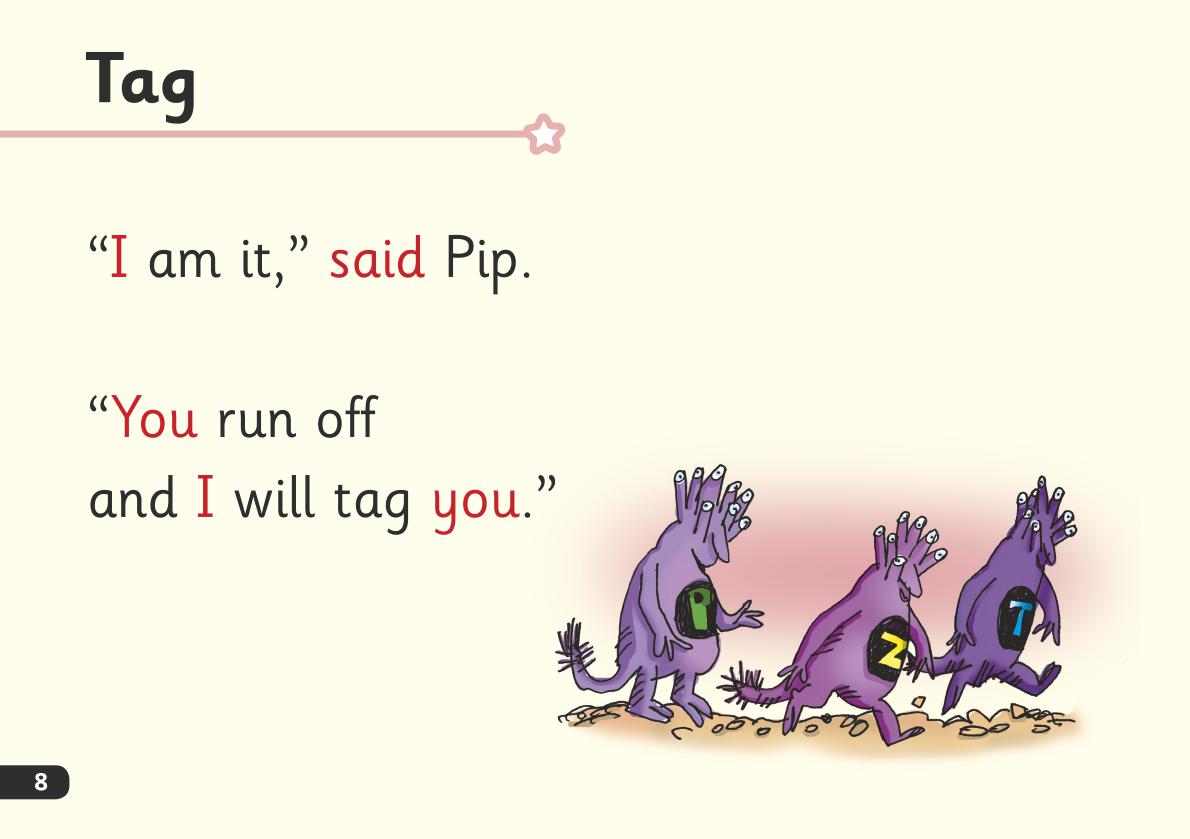 Tag
“I am it,” said Pip.
“You run off
and I will tag you.”
P
Z
T
8